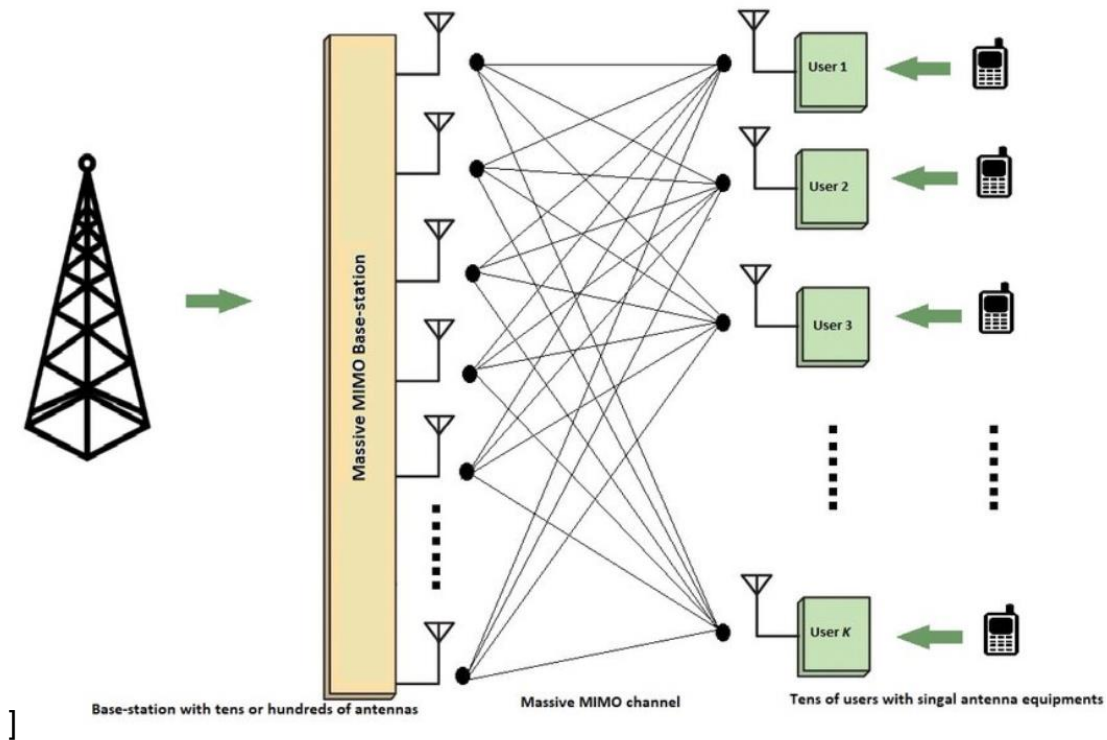 User 1
User 2
Massive MIMO Base-station
User 3
User K
Base-station with tens or hundreds of antennas
Massive MIMO channel
Tens of users with singal antenna equipments
]